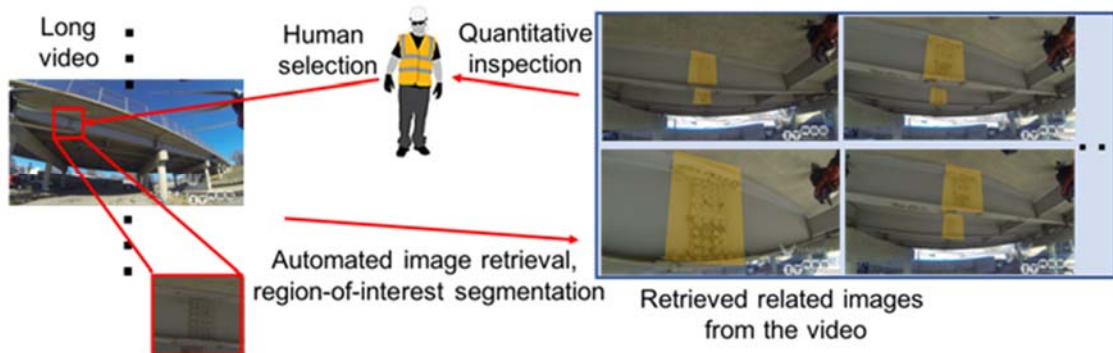 Long
video
Human
selection
Quantitative
inspection
Automated image retrieval,
region-of-interest segmentation
Retrieved related images
from the video